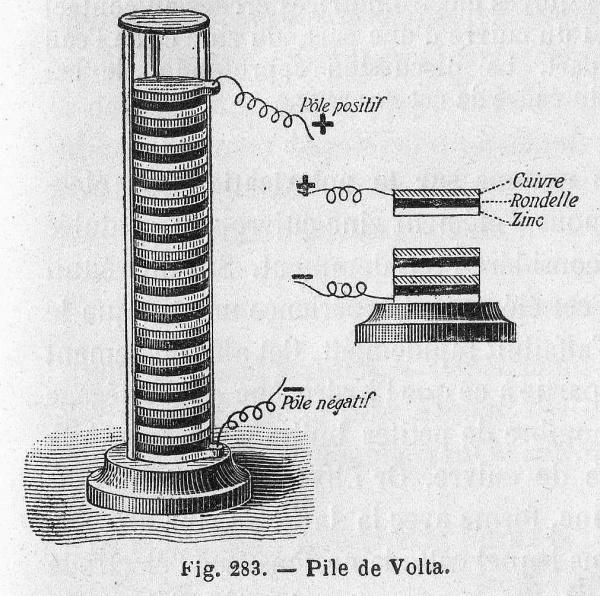 Pôle positif
+
+
Cuivre
Rondelle
Zinc
−
−
Pôle négatif
Fig. 283. — Pile de Volta.